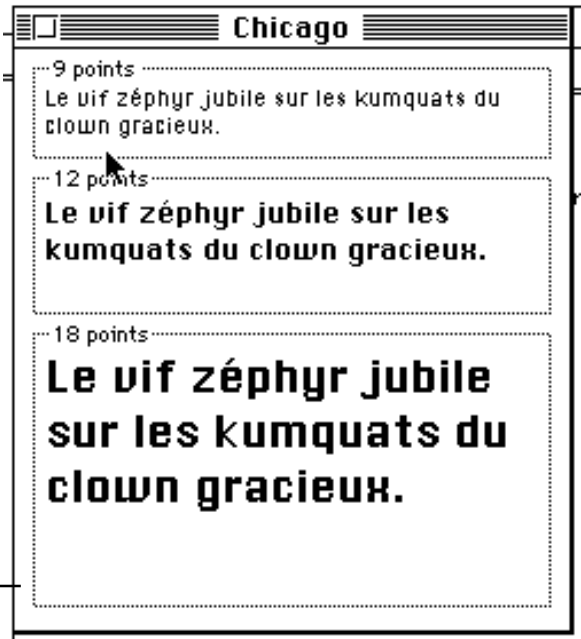 Chicago
9 points
Le vif zéphyr jubile sur les kumquats du
clown gracieux.
12 points
Le vif zéphyr jubile sur les
kumquats du clown gracieux.
18 points
Le vif zéphyr jubile
sur les kumquats du
clown gracieux.